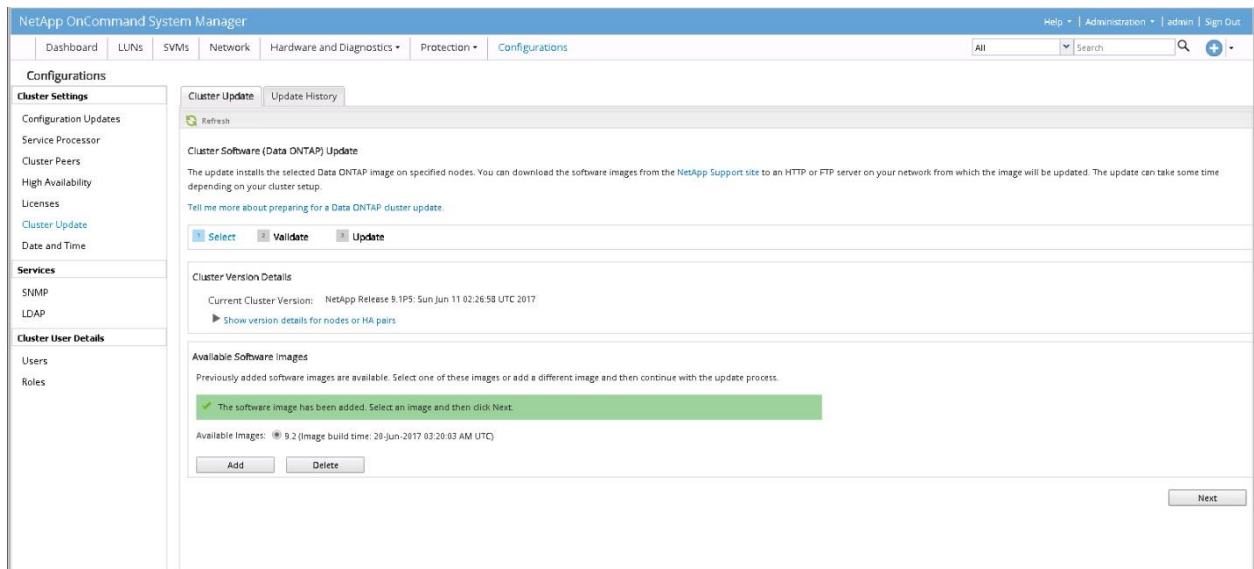 NetApp OnCommand System Manager
Help | Administration | admin | Sign Out
Dashboard LUNs SVMs Network Hardware and Diagnostics Protection Configurations
All Search
Configurations
Cluster Settings
Configuration Updates
Service Processor
Cluster Peers
High Availability
Licenses
Cluster Update
Date and Time
Services
SNMP
LDAP
Cluster User Details
Users
Roles
Cluster Update Update History
Refresh
Cluster Software (Data ONTAP) Update
The update installs the selected Data ONTAP image on specified nodes. You can download the software images from the NetApp Support site to an HTTP or FTP server on your network from which the image will be updated. The update can take some time
depending on your cluster setup.
Tell me more about preparing for a Data ONTAP cluster update.
1 Select 2 Validate 3 Update
Cluster Version Details
Current Cluster Version: NetApp Release 9.1P5: Sun Jun 11 02:26:58 UTC 2017
Show version details for nodes or HA pairs
Available Software Images
Previously added software images are available. Select one of these images or add a different image and then continue with the update process.
The software image has been added. Select an image and then click Next.
Available Images: 9.2 (Image build time: 20-Jun-2017 03:20:03 AM UTC)
Add Delete
Next